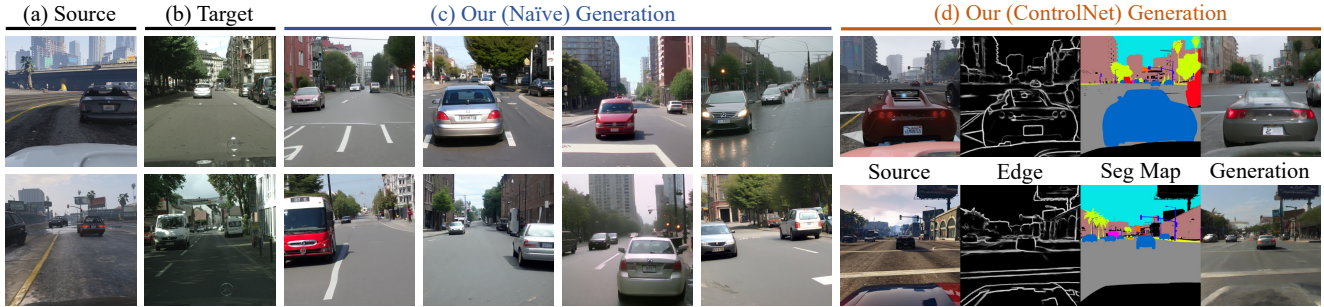 (a) Source
(b) Target
(c) Our (Naïve) Generation
(d) Our (ControlNet) Generation
Source
Edge
Seg Map
Generation